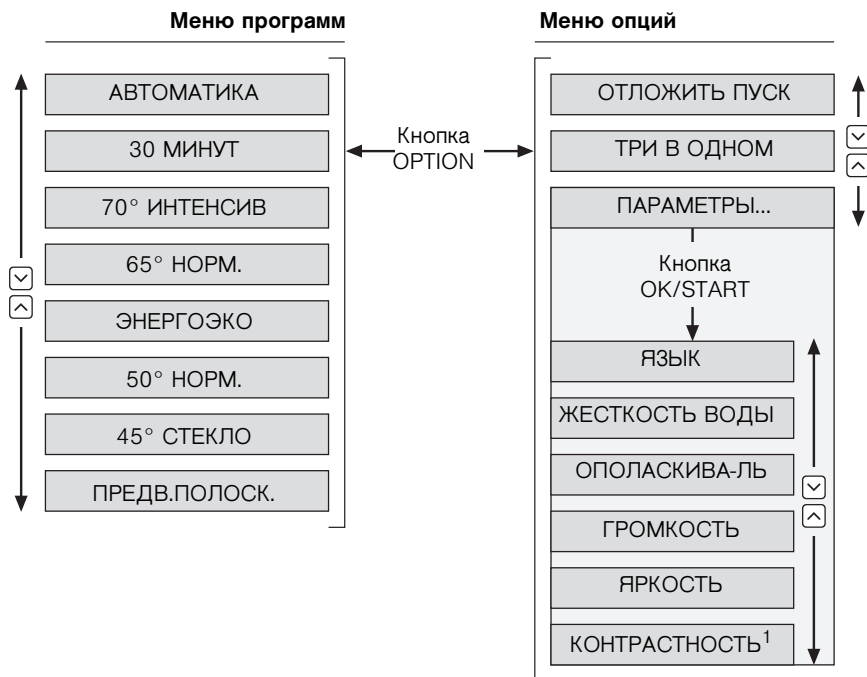 Меню программ
АВТОМАТИКА
30 МИНУТ
70° ИНТЕНСИВ
65° НОРМ.
ЭНЕРГОЭКО
50° НОРМ.
45° СТЕКЛО
ПРЕДВ.ПОЛОСК.
Кнопка
OPTION
Меню опций
ОТЛОЖИТЬ ПУСК
ТРИ В ОДНОМ
ПАРАМЕТРЫ...
Кнопка
OK/START
ЯЗЫК
ЖЕСТКОСТЬ ВОДЫ
ОПОЛАСКИВА-ЛЬ
ГРОМКОСТЬ
ЯРКОСТЬ
КОНТРАСТНОСТЬ¹